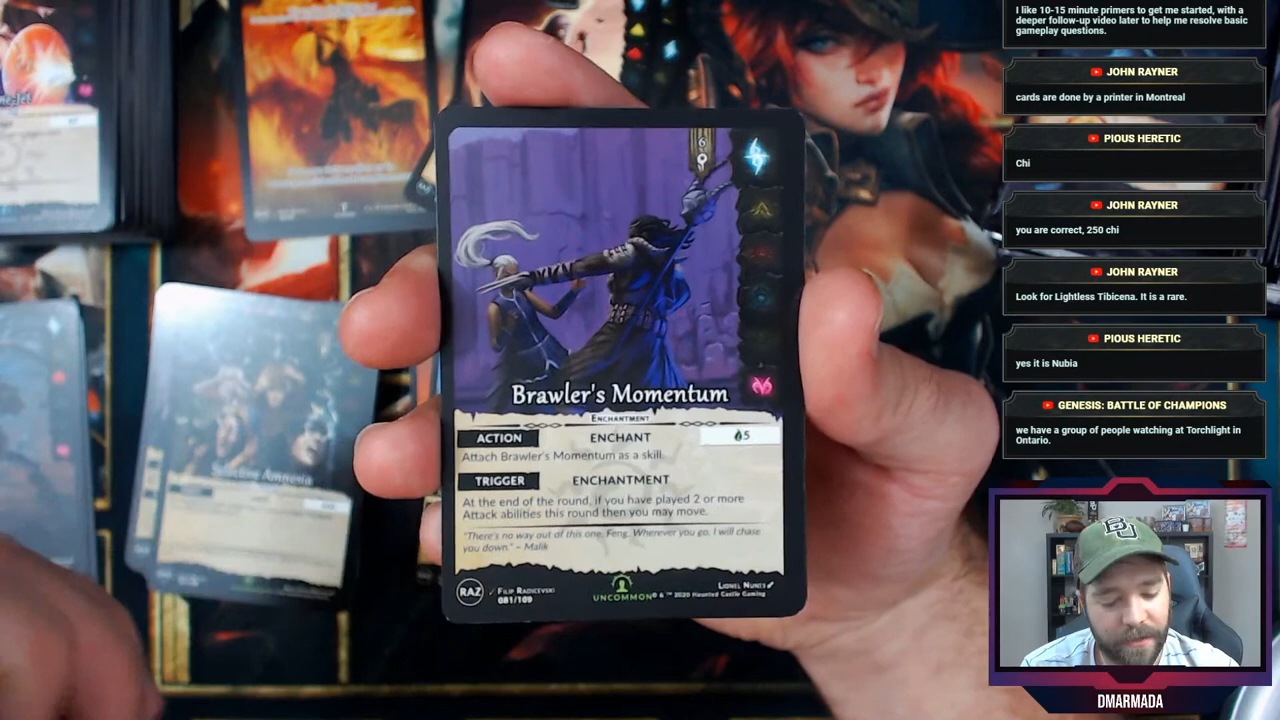 I like 10-15 minute primers to get me started, with a
deeper follow-up video later to help me resolve basic
gameplay questions.
JOHN RAYNER
cards are done by a printer in Montreal
PIOUS HERETIC
Chi
JOHN RAYNER
you are correct, 250 chi
JOHN RAYNER
Look for Lightless Tibicena. It is a rare.
PIOUS HERETIC
yes it is Nubia
GENESIS: BATTLE OF CHAMPIONS
we have a group of people watching at Torchlight in
Ontario.
6
Brawler's Momentum
ENCHANTMENT
ACTION ENCHANT 5
Attach Brawler's Momentum as a skill.
TRIGGER ENCHANTMENT
At the end of the round, if you have played 2 or more
Attack abilities this round then you may move.
"There's no way out of this one, Feng. Wherever you go, I will chase
you down." – Malik
RAZ
FILIP RADICEVSKI
081/109
UNCOMMON
LIONEL NUNES
© & ™ 2020 Haunted Castle Gaming
Selective Amnesia
RAZ
BU
DMARMADA